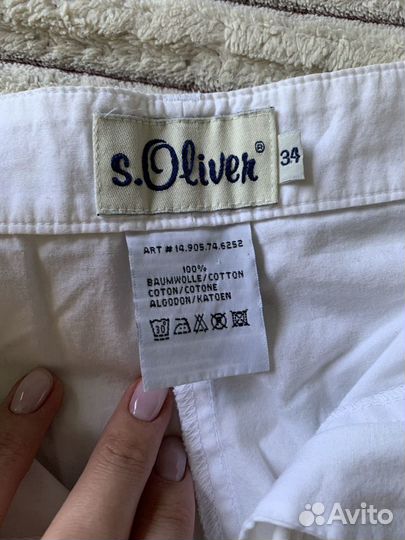 s.Oliver®
34
ART # 14.905.74.6252
100%
BAUMWOLLE/COTTON
COTON/COTONE
ALGODON/KATOEN
30
Avito